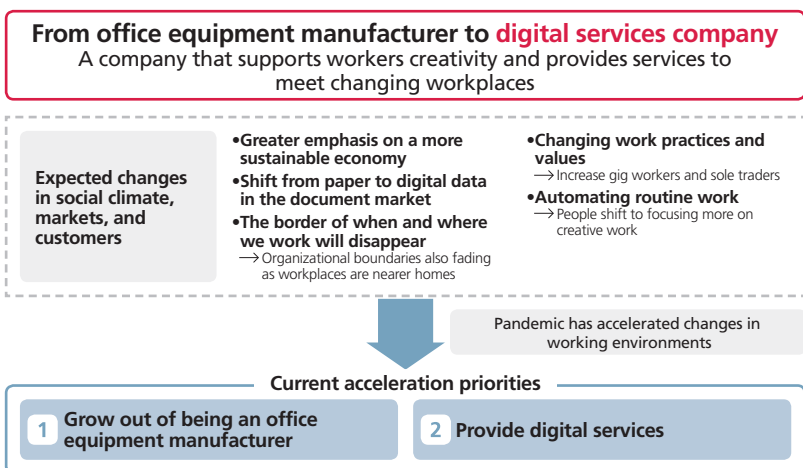 From office equipment manufacturer to digital services company
A company that supports workers creativity and provides services to
meet changing workplaces
Expected changes
in social climate,
markets, and
customers
•Greater emphasis on a more
sustainable economy
•Shift from paper to digital data
in the document market
•The border of when and where
we work will disappear
→Organizational boundaries also fading
as workplaces are nearer homes
•Changing work practices and
values
→Increase gig workers and sole traders
•Automating routine work
→People shift to focusing more on
creative work
Pandemic has accelerated changes in
working environments
Current acceleration priorities
1 Grow out of being an office
equipment manufacturer
2 Provide digital services